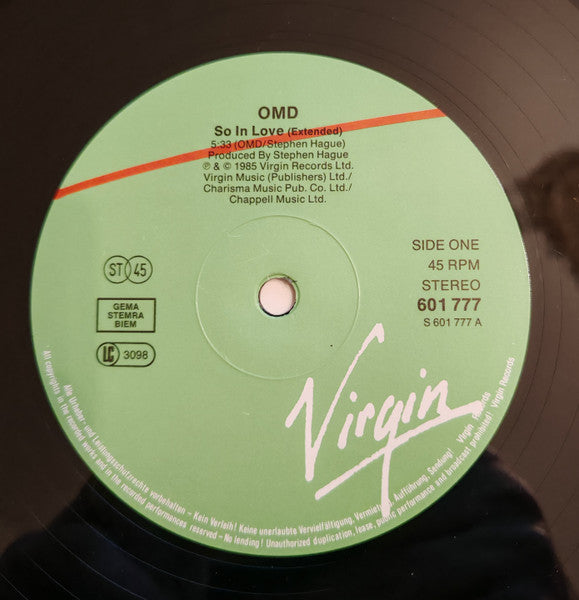 OMD
So In Love (Extended)
5:33 (OMD/Stephen Hague)
Produced By Stephen Hague
℗ & © 1985 Virgin Records Ltd.
Virgin Music (Publishers) Ltd./
Charisma Music Pub. Co. Ltd./
Chappell Music Ltd.
ST 45
GEMA
STEMRA
BIEM
LC 3098
SIDE ONE
45 RPM
STEREO
601 777
S 601 777 A
Virgin
Alle Urheber- und Leistungsschutzrechte vorbehalten – Kein Verleih! Keine unerlaubte Vervielfältigung, Vermietung, Aufführung, Sendung! Virgin Records
All copyrights in the recorded works and in the recorded performances reserved – No lending! Unauthorized duplication, lease, public performance and broadcast prohibited! Virgin Records